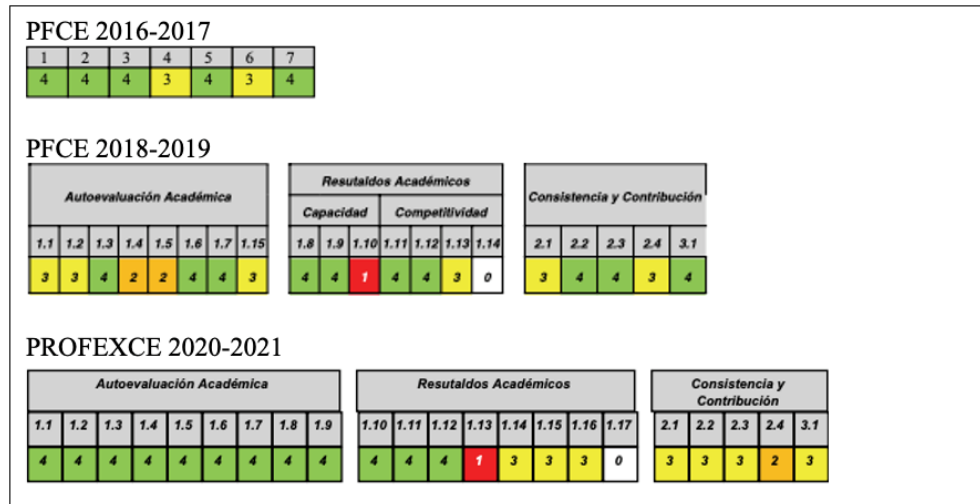 PFCE 2016-2017
1 2 3 4 5 6 7
4 4 4 3 4 3 4
PFCE 2018-2019
Autoevaluación Académica
1.1 1.2 1.3 1.4 1.5 1.6 1.7 1.15
3 3 4 2 2 4 4 3
Resutaldos Académicos
Capacidad Competitividad
1.8 1.9 1.10 1.11 1.12 1.13 1.14
4 4 1 4 4 3 0
Consistencia y Contribución
2.1 2.2 2.3 2.4 3.1
3 4 4 3 4
PROFEXCE 2020-2021
Autoevaluación Académica
1.1 1.2 1.3 1.4 1.5 1.6 1.7 1.8 1.9
4 4 4 4 4 4 4 4 4
Resutaldos Académicos
1.10 1.11 1.12 1.13 1.14 1.15 1.16 1.17
4 4 4 1 3 3 3 0
Consistencia y
Contribución
2.1 2.2 2.3 2.4 3.1
3 3 3 2 3